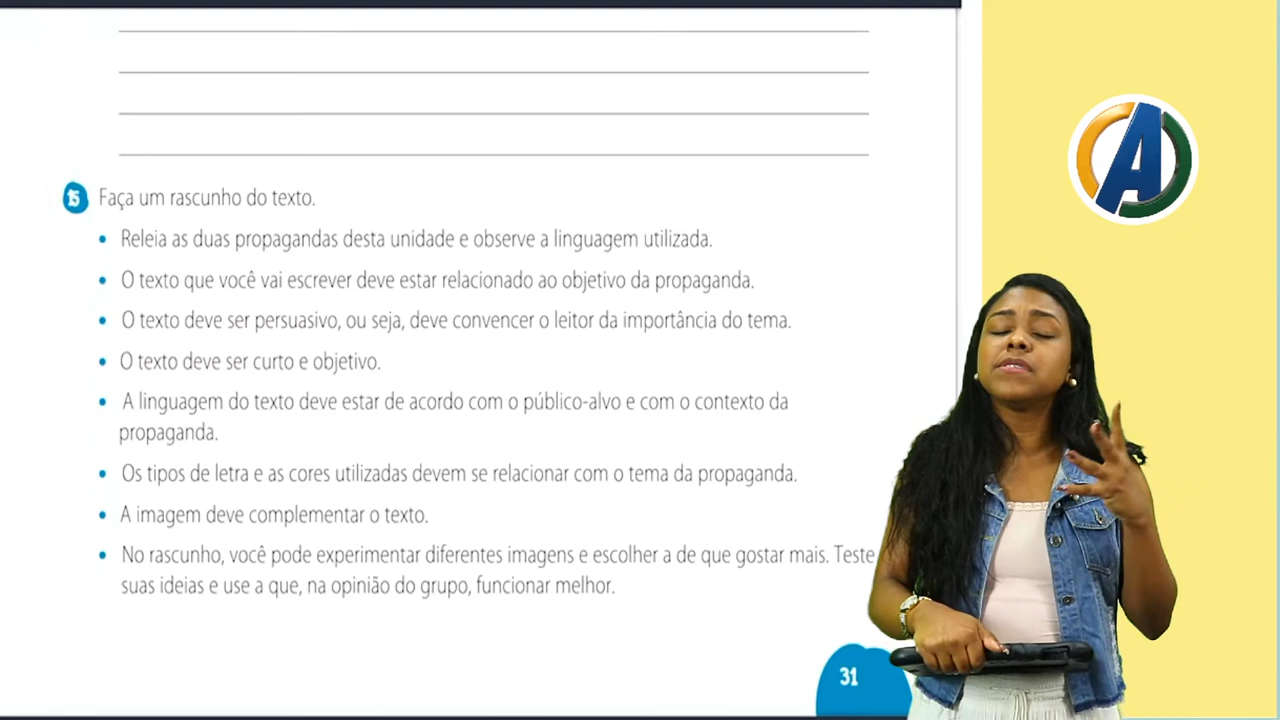 15 Faça um rascunho do texto.
• Releia as duas propagandas desta unidade e observe a linguagem utilizada.
• O texto que você vai escrever deve estar relacionado ao objetivo da propaganda.
• O texto deve ser persuasivo, ou seja, deve convencer o leitor da importância do tema.
• O texto deve ser curto e objetivo.
• A linguagem do texto deve estar de acordo com o público-alvo e com o contexto da
propaganda.
• Os tipos de letra e as cores utilizadas devem se relacionar com o tema da propaganda.
• A imagem deve complementar o texto.
• No rascunho, você pode experimentar diferentes imagens e escolher a de que gostar mais. Teste
suas ideias e use a que, na opinião do grupo, funcionar melhor.
31
A